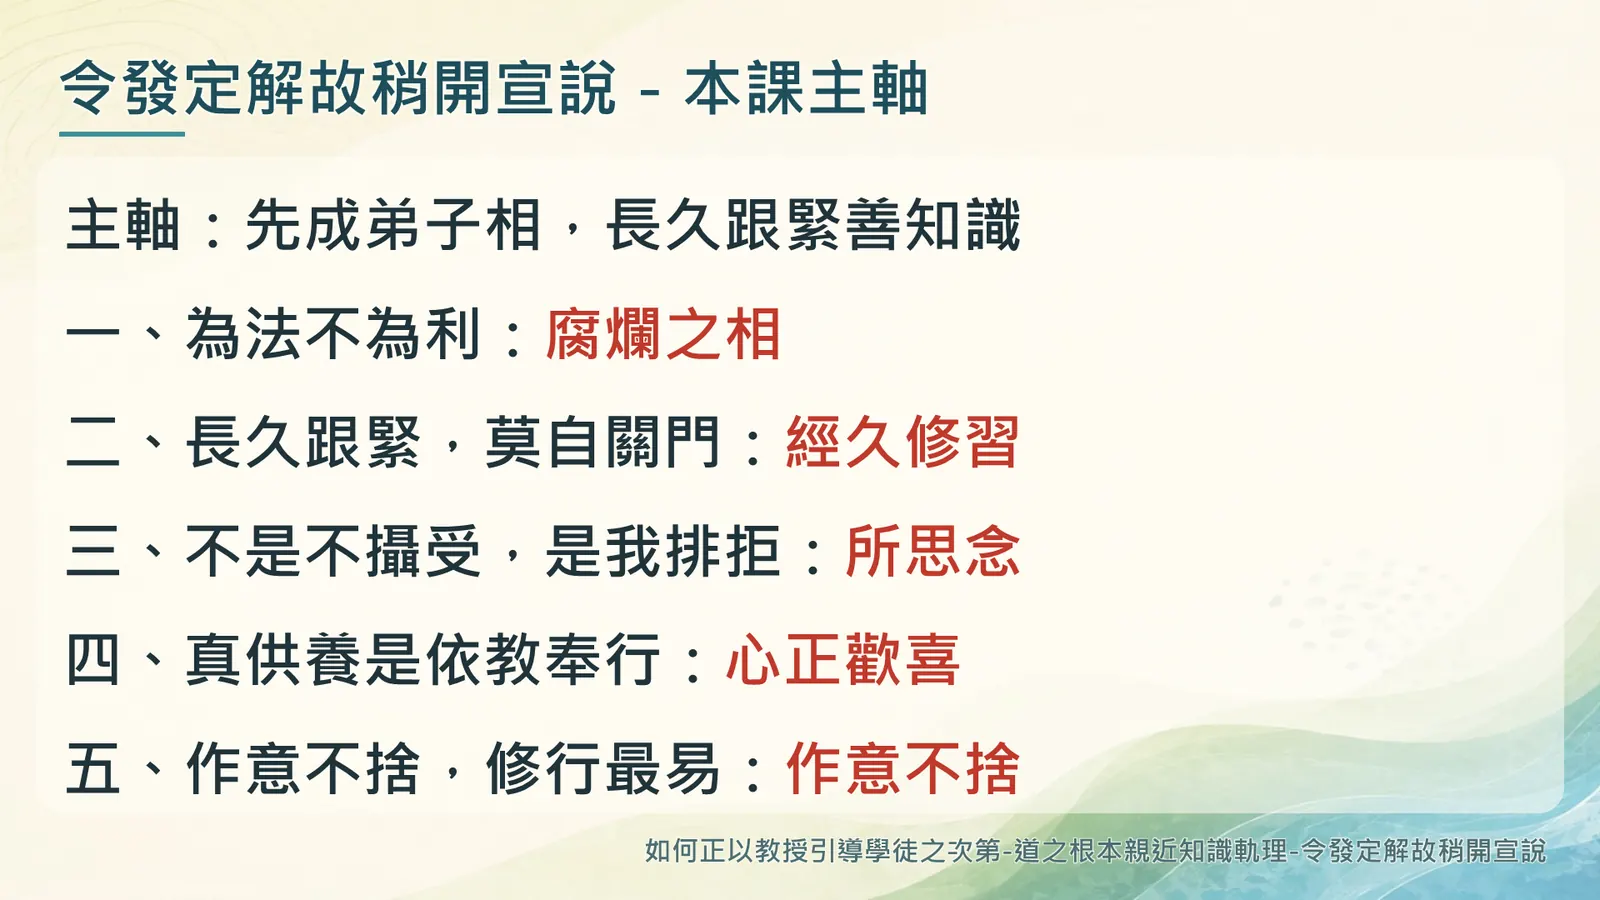 令發定解故稍開宣說 - 本課主軸
主軸：先成弟子相，長久跟緊善知識
一、為法不為利：腐爛之相
二、長久跟緊，莫自關門：經久修習
三、不是不攝受，是我排拒：所思念
四、真供養是依教奉行：心正歡喜
五、作意不捨，修行最易：作意不捨
如何正以教授引導學徒之次第-道之根本親近知識軌理-令發定解故稍開宣說